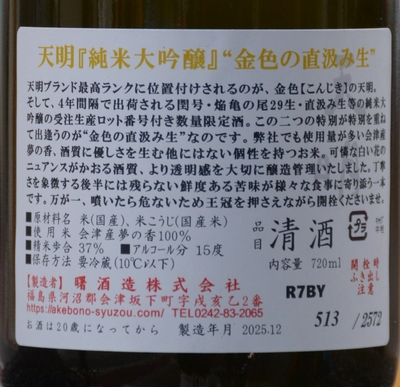 天明『純米大吟醸』“金色の直汲み生”
天明ブランド最高ランクに位置付けされるのが、金色【こんじき】の天明。
そして、4年間隔で出荷される閏号・焔亀の尾29生・直汲み生等の純米大
吟醸の受注生産ロット番号付き数量限定酒。この二つの特別が特別を重ね
て出逢うのが“金色の直汲み生”なのです。弊社でも使用量が多い会津産
夢の香、酒質に優しさを生む他にはない個性を持つお米。可憐な白い花の
ニュアンスがかおる酒質、より透明感を大切に醸造管理いたしました。丁寧
さを象徴する後半には残らない鮮度ある苦味が様々な食事に寄り添う一本
です。万が一、噴いたら危ないため王冠を押さえながら開栓くださいませ。
■原材料名 米(国産)、米こうじ(国産米)
■使用米 会津産夢の香100%
■精米歩合 37% ■アルコール分 15度
■保存方法 要冷蔵(10℃以下)
品目 清酒
内容量 720ml
プラ
【製造者】 曙酒造株式会社
福島県河沼郡会津坂下町字戌亥乙2番
https://akebono-syuzou.com/ TEL0242-83-2065
R7BY
開栓時
ふき出し
注意
お酒は20歳になってから 製造年月 2025.12
513 / 2572